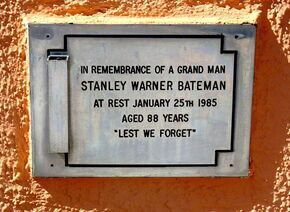 IN REMEMBRANCE OF A GRAND MAN
STANLEY WARNER BATEMAN
AT REST JANUARY 25TH 1985
AGED 88 YEARS
"LEST WE FORGET"